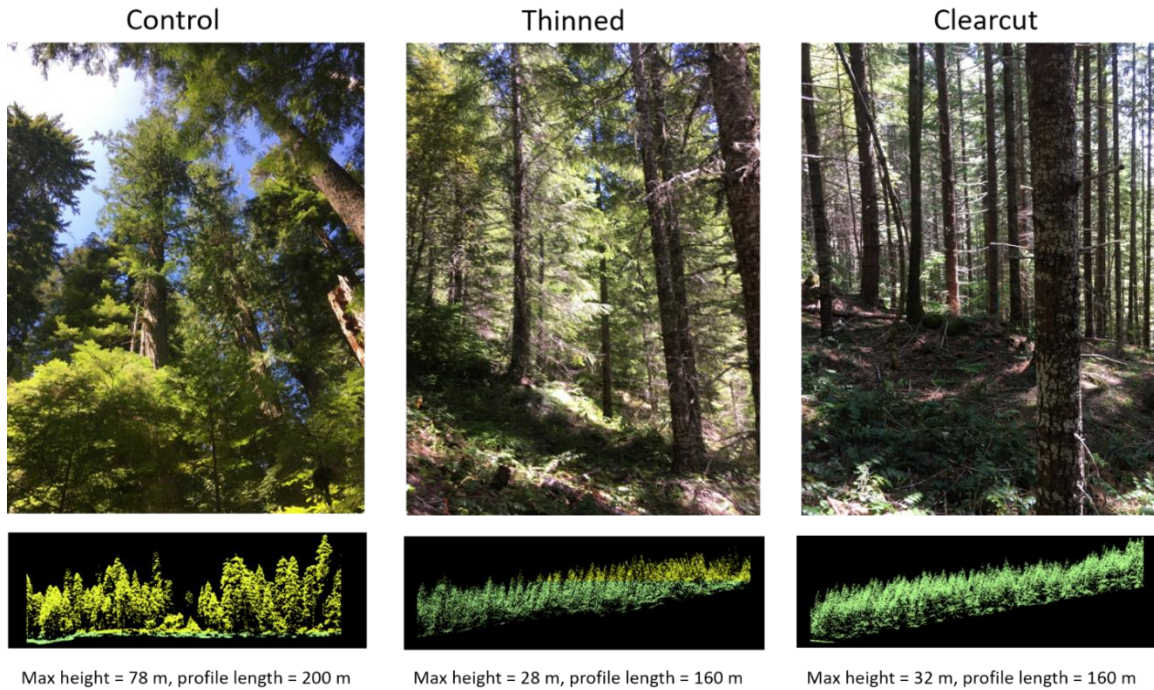 Control
Thinned
Clearcut
Max height = 78 m, profile length = 200 m
Max height = 28 m, profile length = 160 m
Max height = 32 m, profile length = 160 m